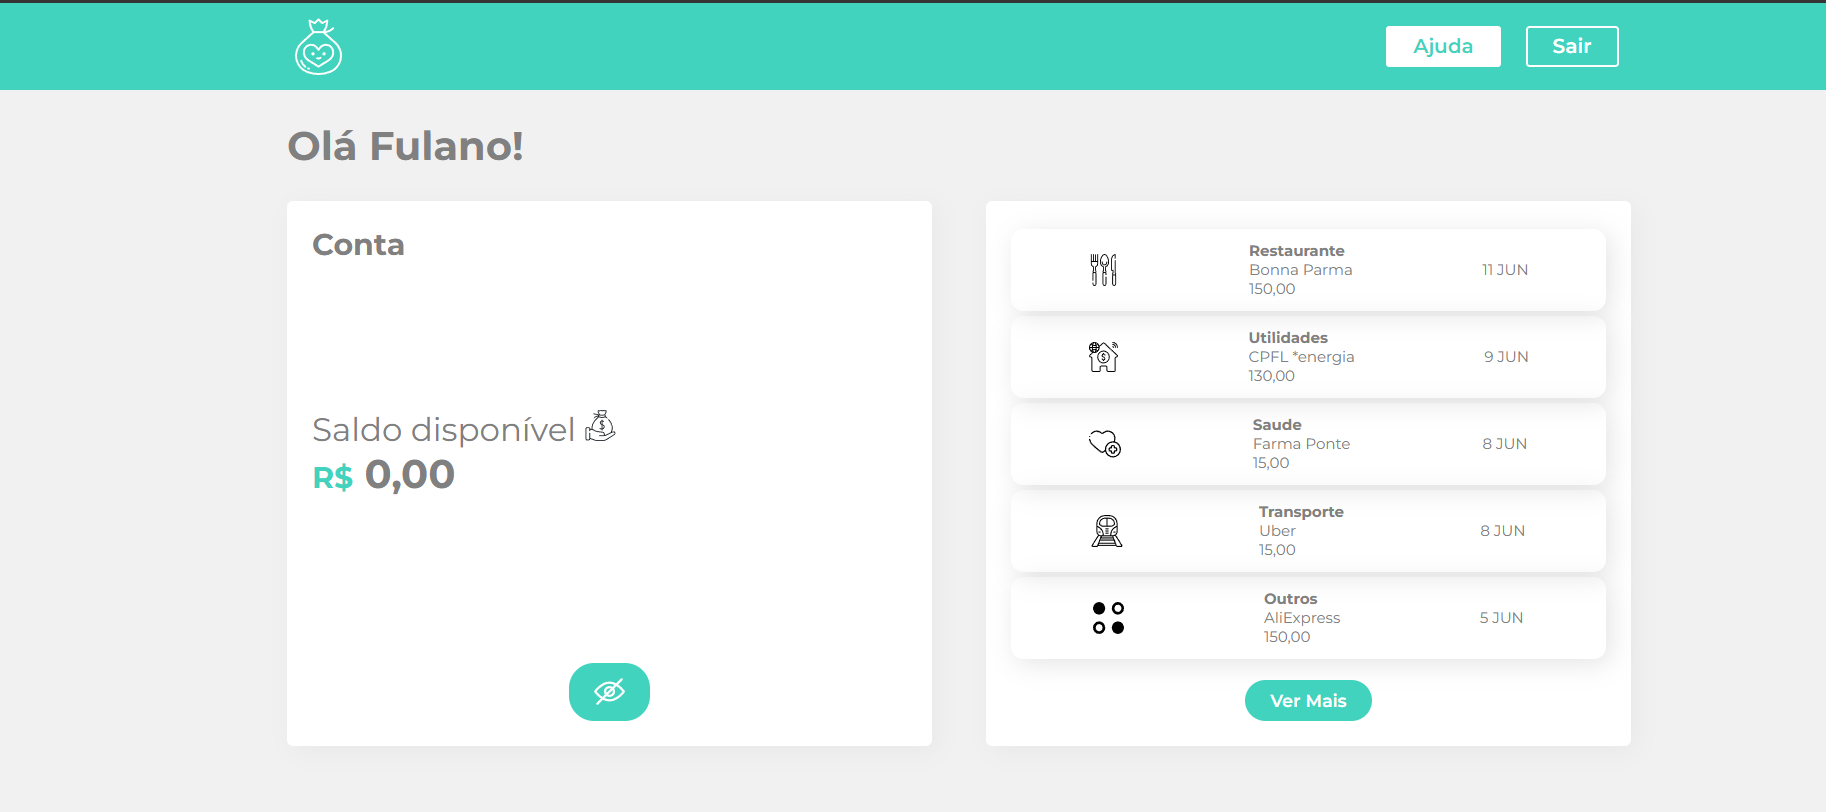 Ajuda
Sair
Olá Fulano!
Conta
Saldo disponível
R$ 0,00
Restaurante
Bonna Parma
150,00
11 JUN
Utilidades
CPFL *energia
130,00
9 JUN
Saude
Farma Ponte
15,00
8 JUN
Transporte
Uber
15,00
8 JUN
Outros
AliExpress
150,00
5 JUN
Ver Mais